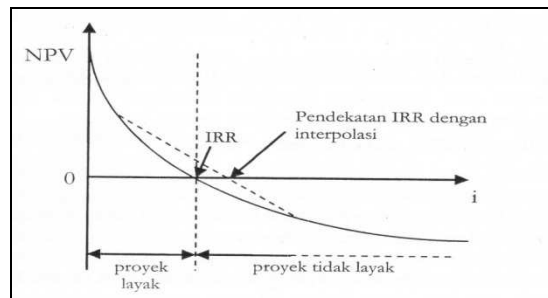 NPV
Pendekatan IRR dengan
interpolasi
IRR
0
i
proyek
layak
proyek tidak layak